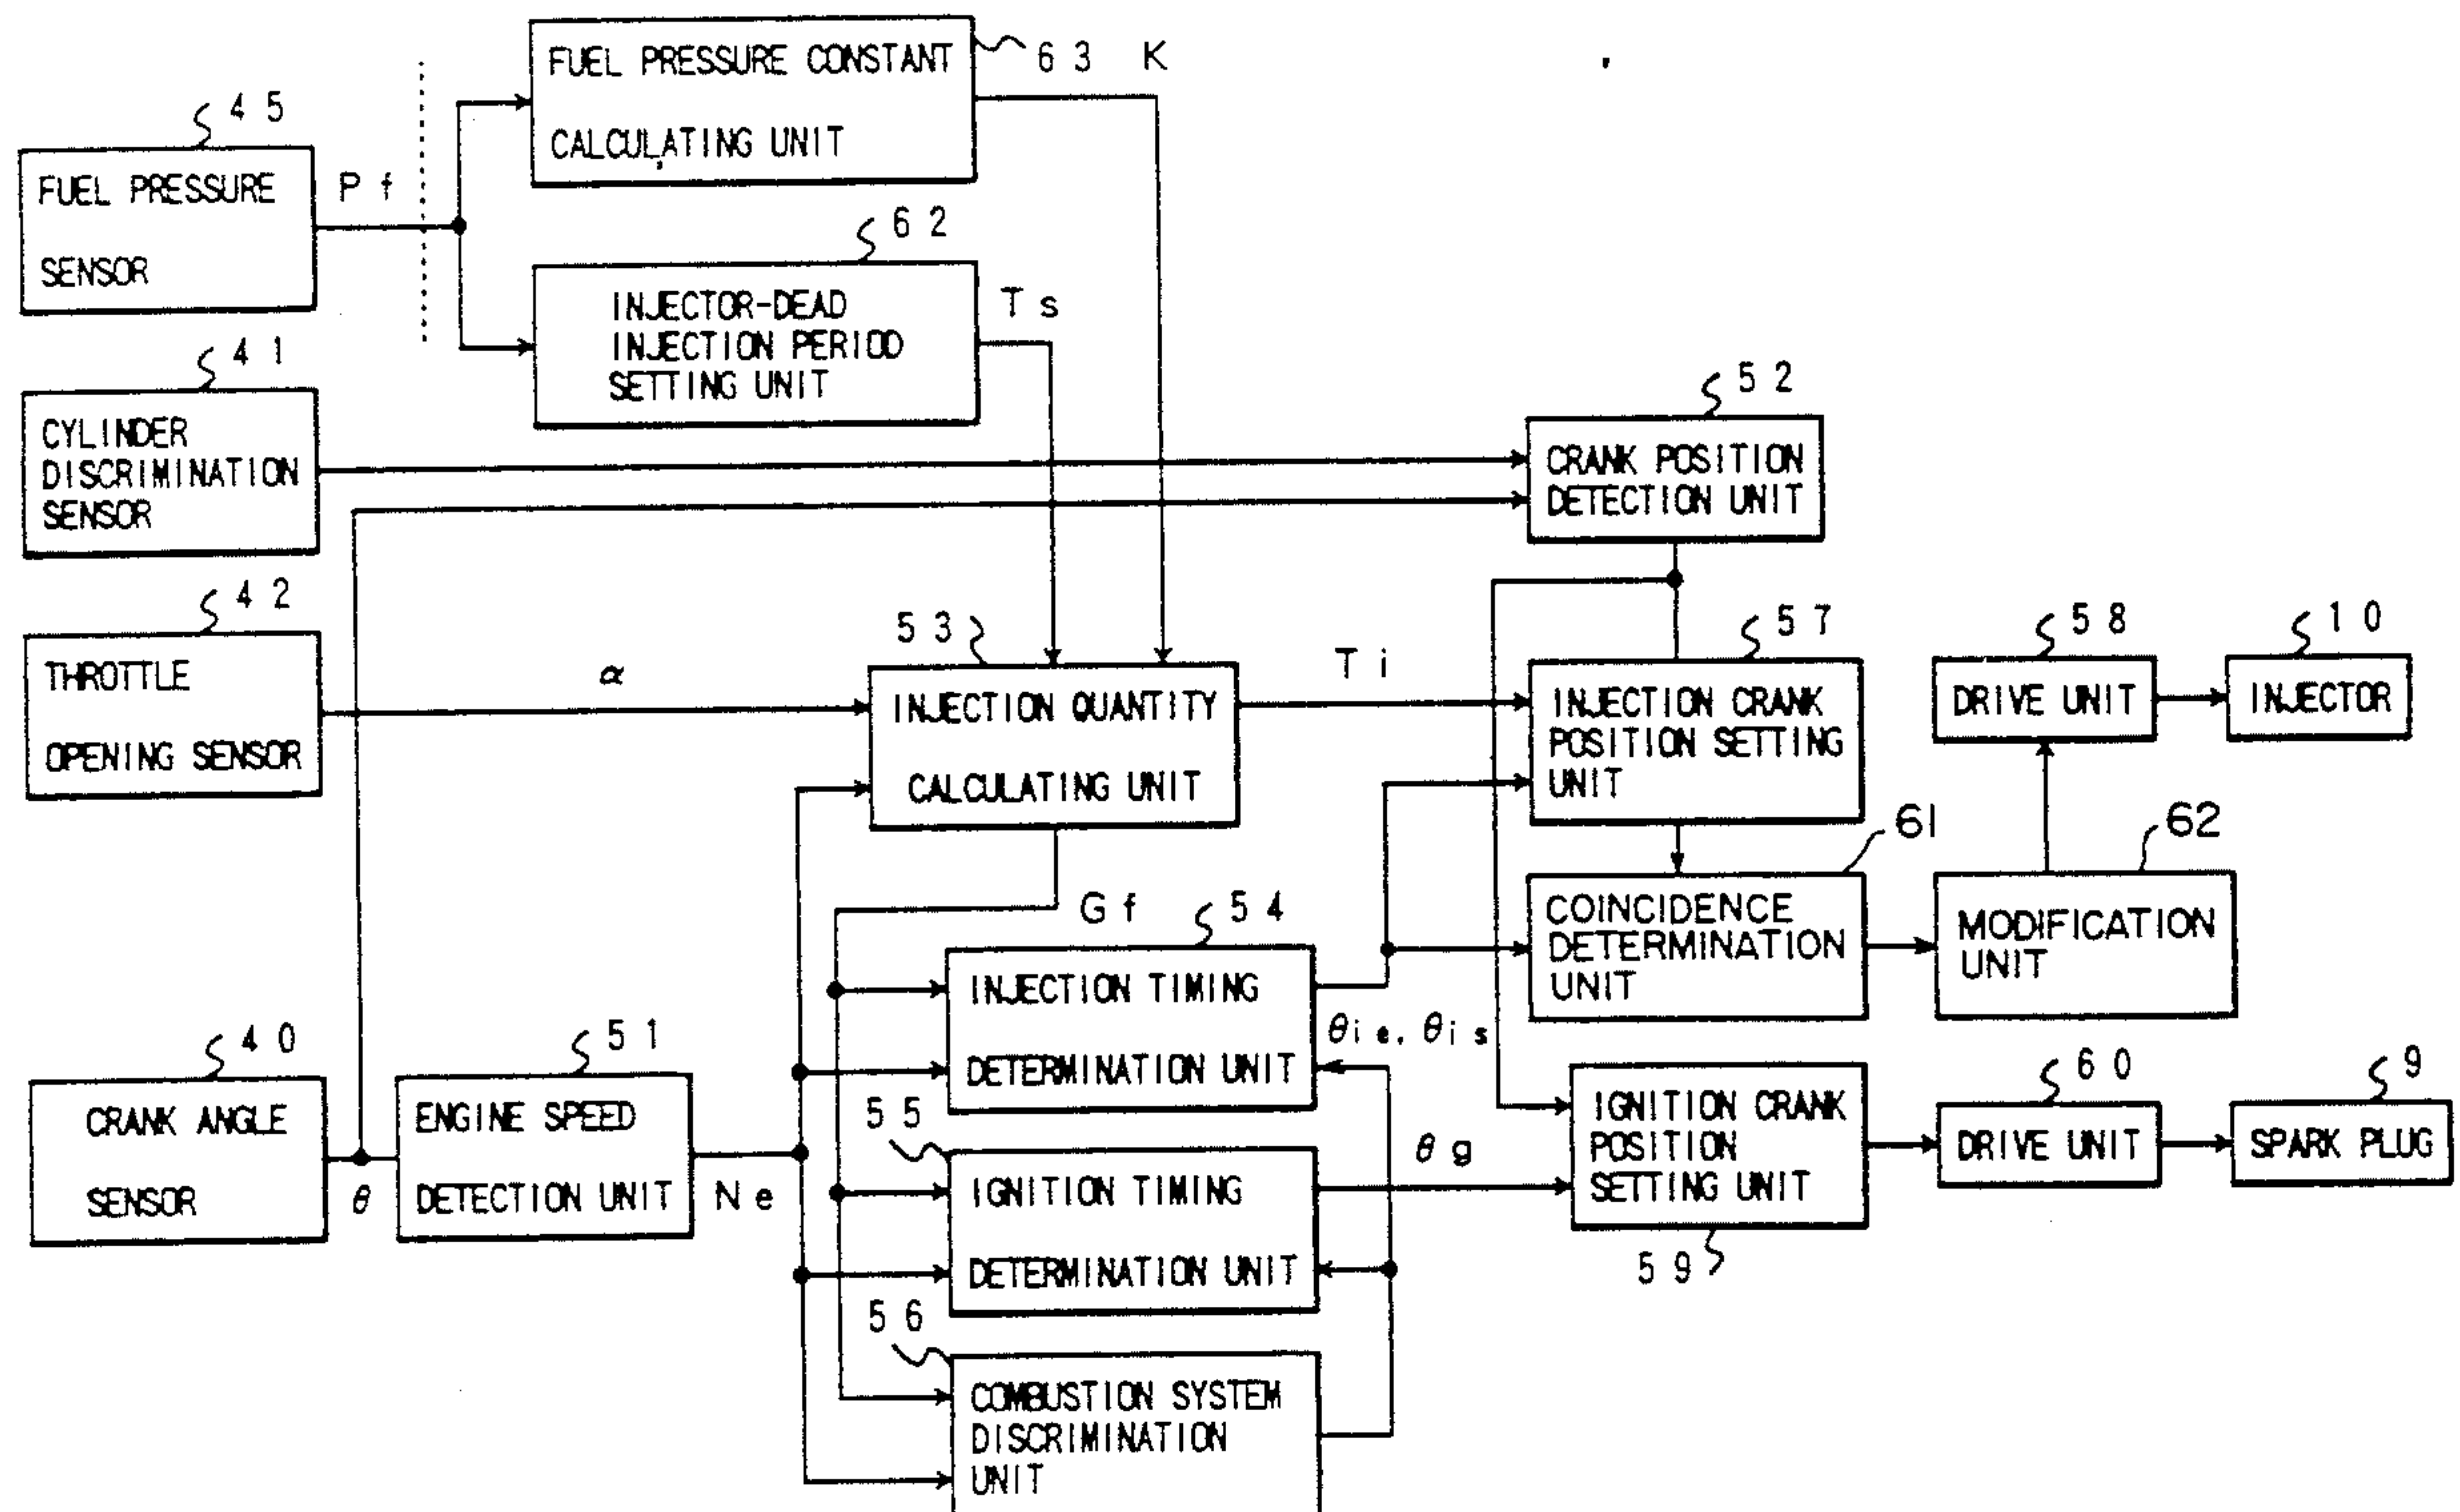 FUEL PRESSURE CONSTANT
CALCULATING UNIT
63
K
45
FUEL PRESSURE
SENSOR
Pf
62
INJECTOR-DEAD
INJECTION PERIOD
SETTING UNIT
Ts
41
CYLINDER
DISCRIMINATION
SENSOR
52
CRANK POSITION
DETECTION UNIT
42
THROTTLE
OPENING SENSOR
α
53
INJECTION QUANTITY
CALCULATING UNIT
Ti
57
INJECTION CRANK
POSITION SETTING
UNIT
58
DRIVE UNIT
10
INJECTOR
61
COINCIDENCE
DETERMINATION
UNIT
62
MODIFICATION
UNIT
Gf
54
INJECTION TIMING
DETERMINATION UNIT
θie, θis
40
CRANK ANGLE
SENSOR
θ
51
ENGINE SPEED
DETECTION UNIT
Ne
55
IGNITION TIMING
DETERMINATION UNIT
θg
IGNITION CRANK
POSITION
SETTING UNIT
59
60
DRIVE UNIT
9
SPARK PLUG
56
COMBUSTION SYSTEM
DISCRIMINATION
UNIT